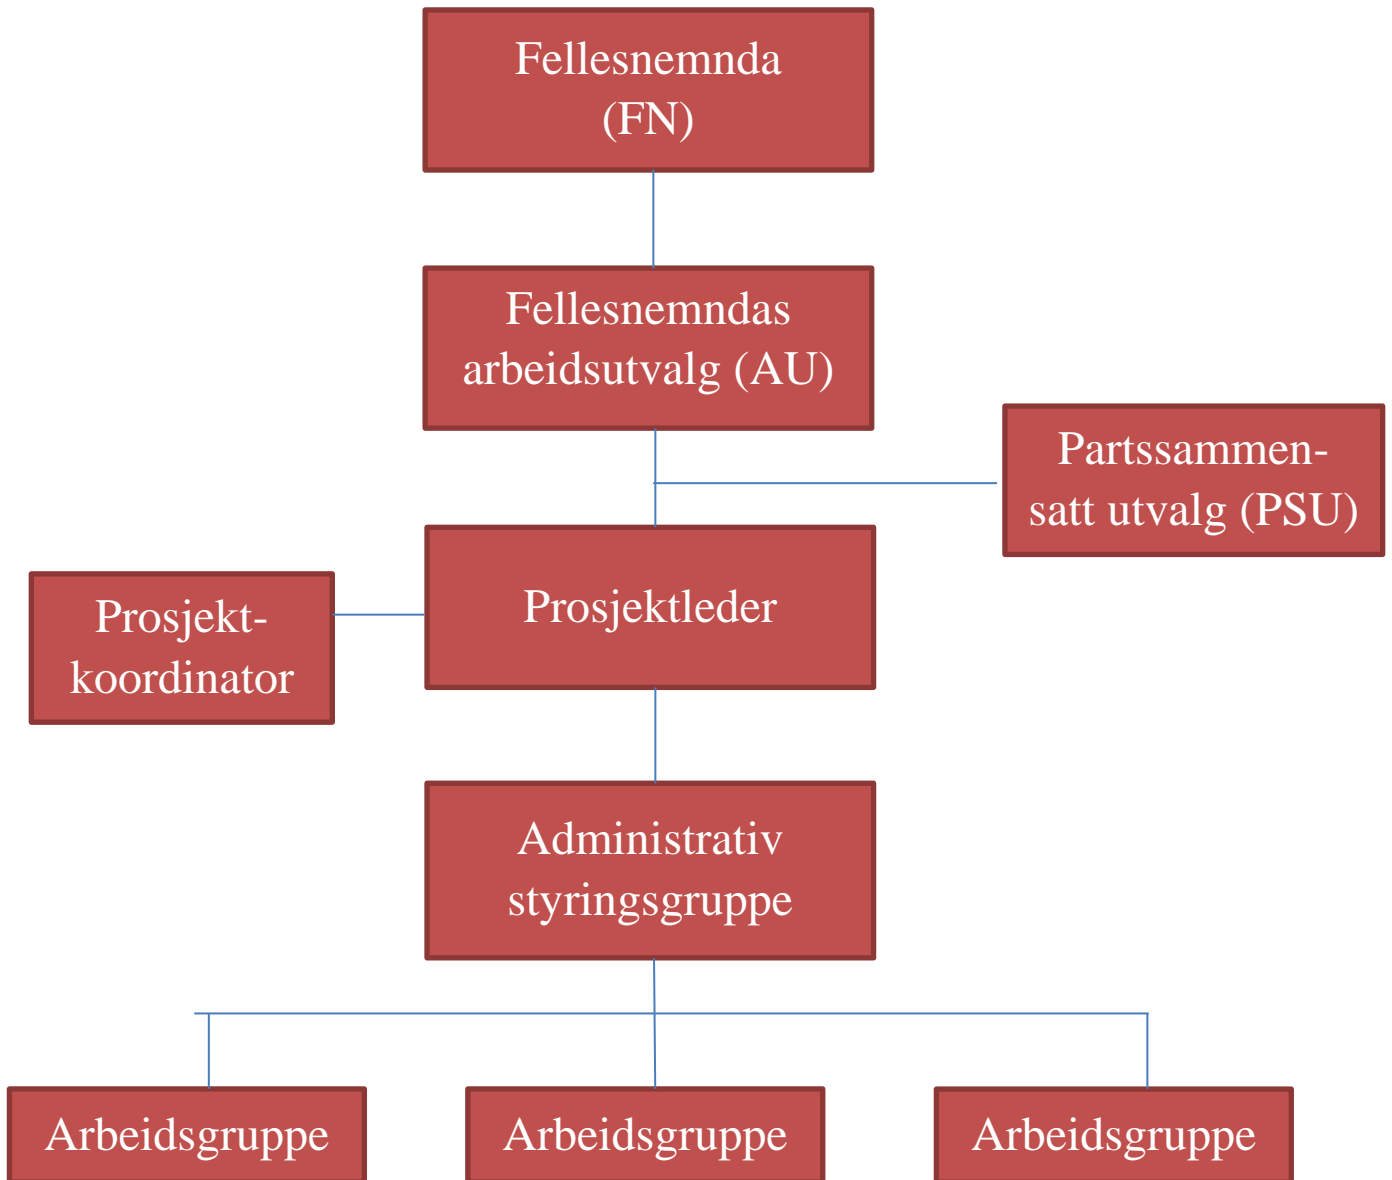 Fellesnemnda
(FN)
Fellesnemndas
arbeidsutvalg (AU)
Partssammen-
satt utvalg (PSU)
Prosjektleder
Prosjekt-
koordinator
Administrativ
styringsgruppe
Arbeidsgruppe
Arbeidsgruppe
Arbeidsgruppe